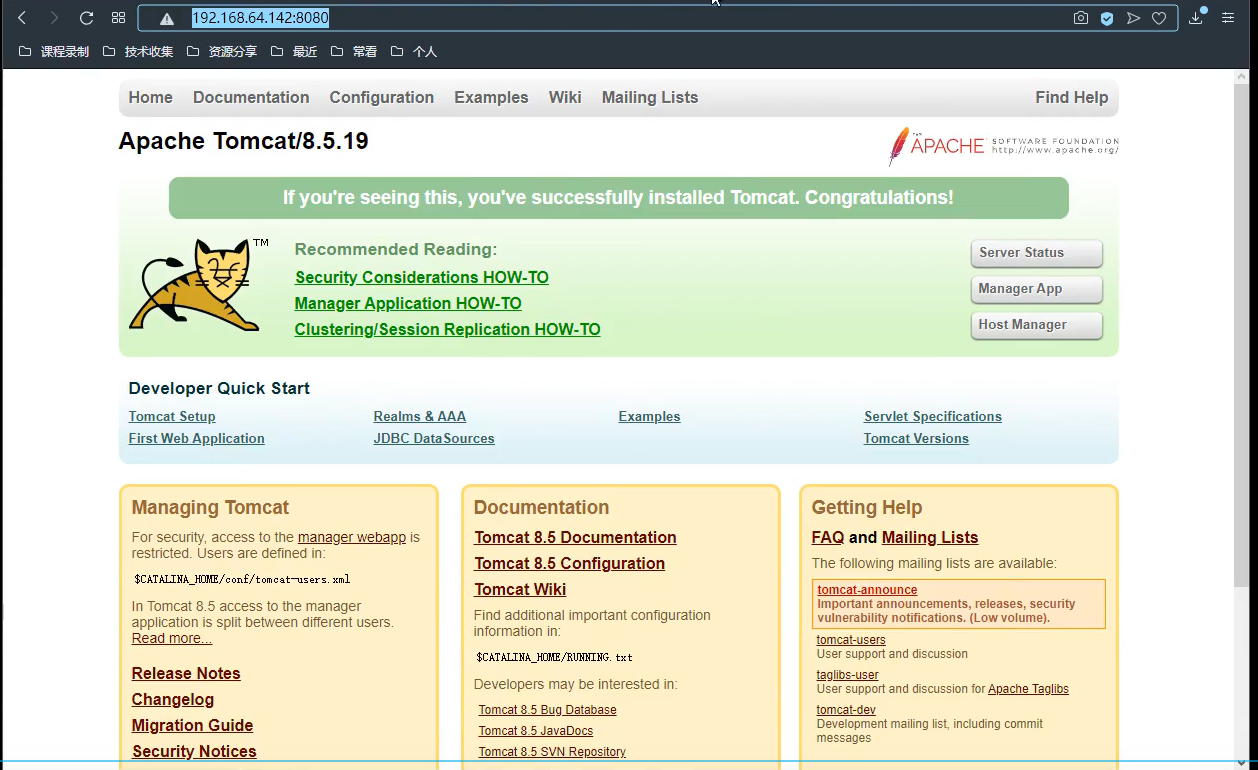 192.168.64.142:8080
课程录制 技术收集 资源分享 最近 常看 个人
Home Documentation Configuration Examples Wiki Mailing Lists Find Help
Apache Tomcat/8.5.19
THE APACHE SOFTWARE FOUNDATION
http://www.apache.org/
If you're seeing this, you've successfully installed Tomcat. Congratulations!
TM
Recommended Reading:
Security Considerations HOW-TO
Manager Application HOW-TO
Clustering/Session Replication HOW-TO
Server Status
Manager App
Host Manager
Developer Quick Start
Tomcat Setup Realms & AAA Examples Servlet Specifications
First Web Application JDBC DataSources Tomcat Versions
Managing Tomcat
For security, access to the manager webapp is
restricted. Users are defined in:
$CATALINA_HOME/conf/tomcat-users.xml
In Tomcat 8.5 access to the manager
application is split between different users.
Read more...
Release Notes
Changelog
Migration Guide
Security Notices
Documentation
Tomcat 8.5 Documentation
Tomcat 8.5 Configuration
Tomcat Wiki
Find additional important configuration
information in:
$CATALINA_HOME/RUNNING.txt
Developers may be interested in:
Tomcat 8.5 Bug Database
Tomcat 8.5 JavaDocs
Tomcat 8.5 SVN Repository
Getting Help
FAQ and Mailing Lists
The following mailing lists are available:
tomcat-announce
Important announcements, releases, security
vulnerability notifications. (Low volume).
tomcat-users
User support and discussion
taglibs-user
User support and discussion for Apache Taglibs
tomcat-dev
Development mailing list, including commit
messages